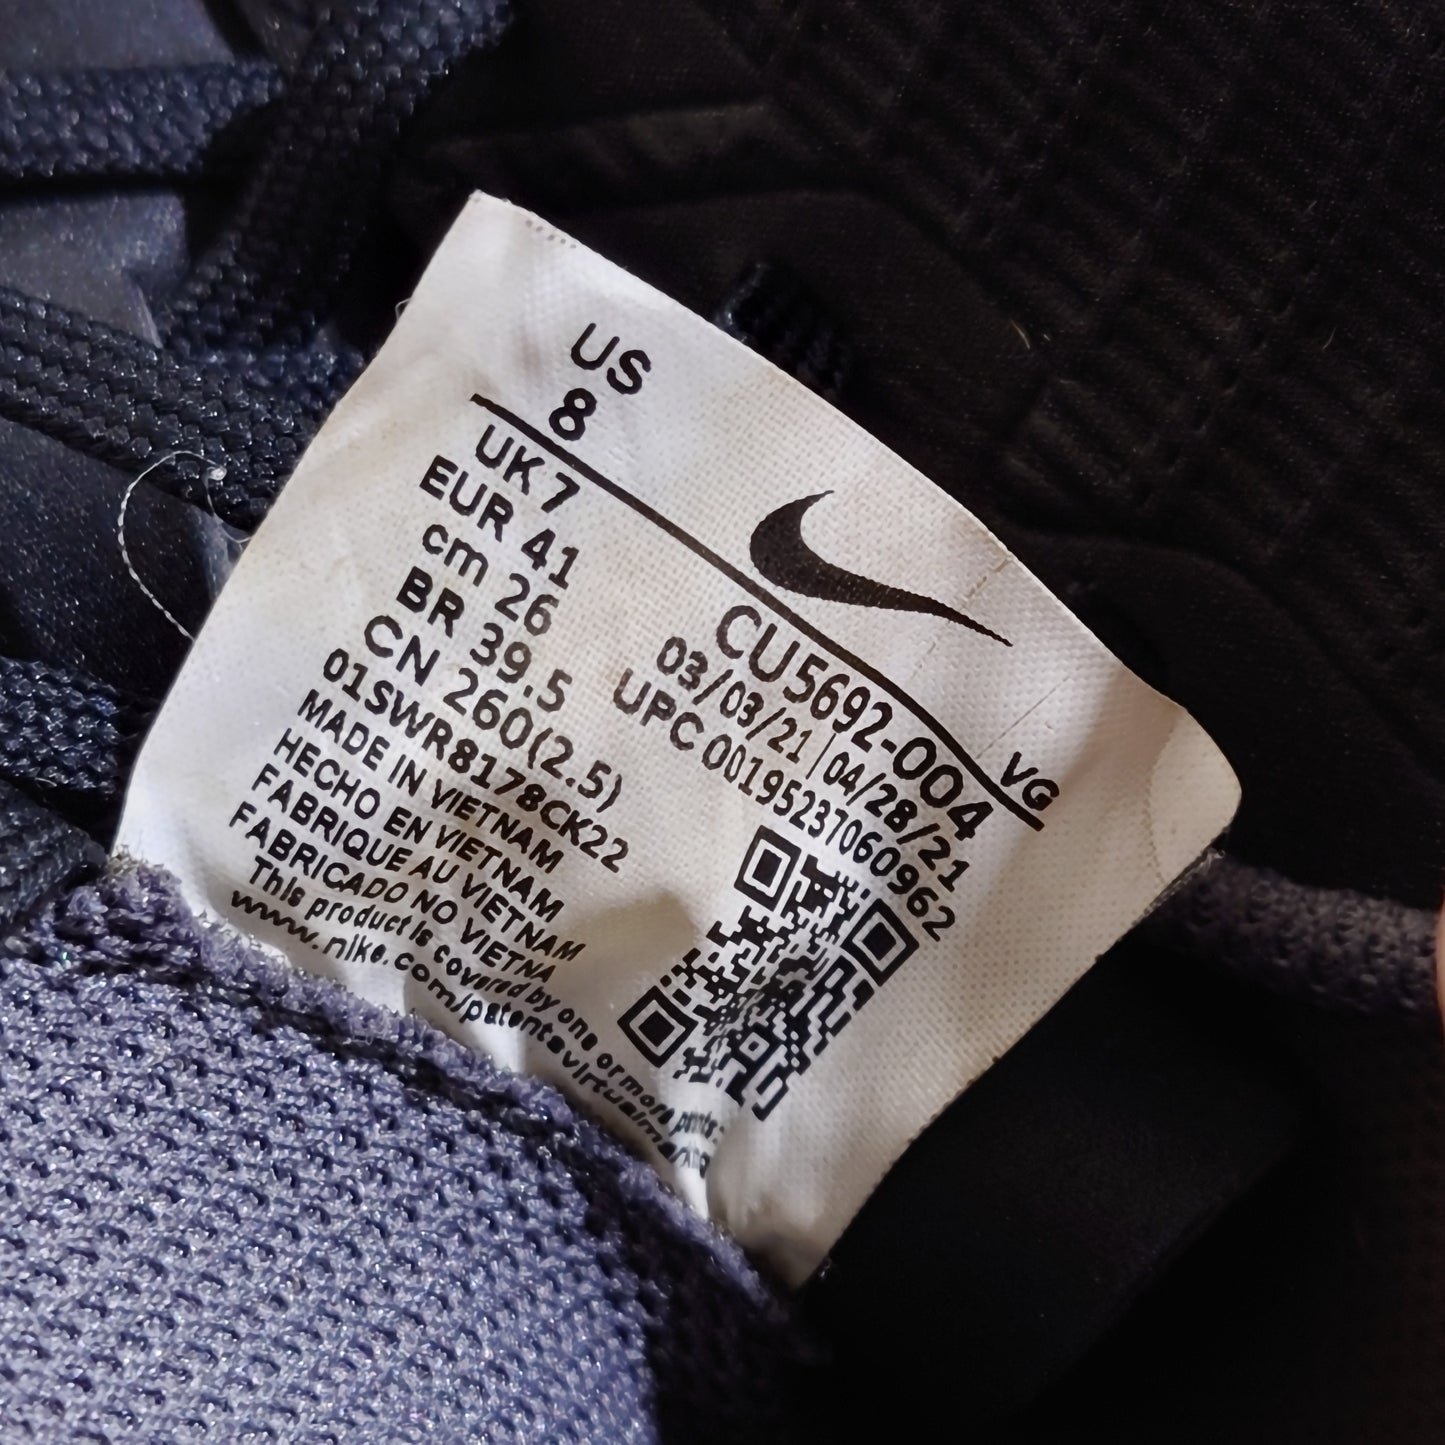 US
8
UK 7
EUR 41
cm 26
BR 39.5
CN 260(2.5)
01SWR8178CK22
MADE IN VIETNAM
HECHO EN VIETNAM
FABRIQUE AU VIETNAM
FABRICADO NO VIETNA
This product is covered by one or more
www.nike.com/patents
VG
CU5692-004
03/03/21|04/28/21
UPC 00195237060962